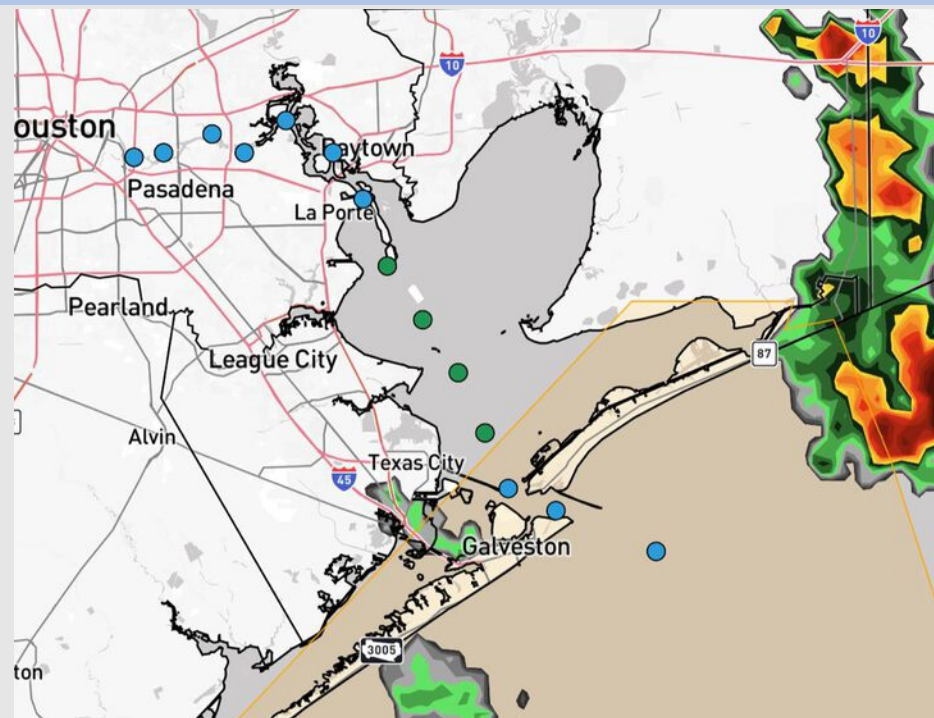 10
10
ouston
Baytown
Pasadena
La Porte
Pearland
87
League City
Alvin
Texas City
45
Galveston
3005
ton